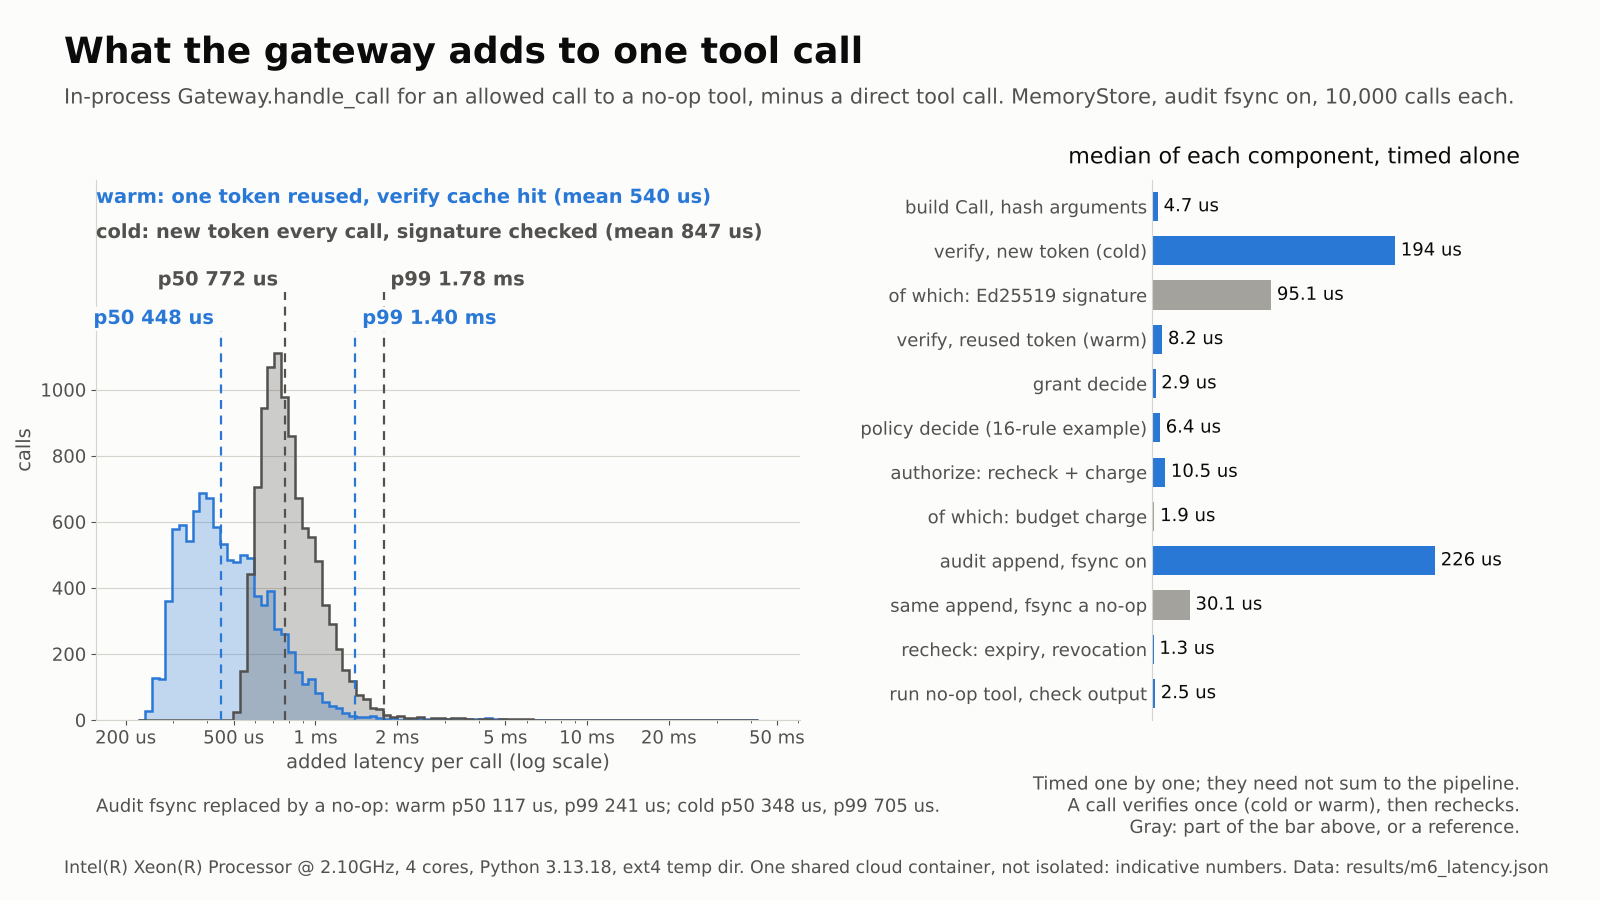 What the gateway adds to one tool call
In-process Gateway.handle_call for an allowed call to a no-op tool, minus a direct tool call. MemoryStore, audit fsync on, 10,000 calls each.
warm: one token reused, verify cache hit (mean 540 us)
cold: new token every call, signature checked (mean 847 us)
p50 772 us
p99 1.78 ms
p50 448 us
p99 1.40 ms
calls
1000
800
600
400
200
0
200 us
500 us
1 ms
2 ms
5 ms
10 ms
20 ms
50 ms
added latency per call (log scale)
Audit fsync replaced by a no-op: warm p50 117 us, p99 241 us; cold p50 348 us, p99 705 us.
median of each component, timed alone
build Call, hash arguments 4.7 us
verify, new token (cold) 194 us
of which: Ed25519 signature 95.1 us
verify, reused token (warm) 8.2 us
grant decide 2.9 us
policy decide (16-rule example) 6.4 us
authorize: recheck + charge 10.5 us
of which: budget charge 1.9 us
audit append, fsync on 226 us
same append, fsync a no-op 30.1 us
recheck: expiry, revocation 1.3 us
run no-op tool, check output 2.5 us
Timed one by one; they need not sum to the pipeline.
A call verifies once (cold or warm), then rechecks.
Gray: part of the bar above, or a reference.
Intel(R) Xeon(R) Processor @ 2.10GHz, 4 cores, Python 3.13.18, ext4 temp dir. One shared cloud container, not isolated: indicative numbers. Data: results/m6_latency.json